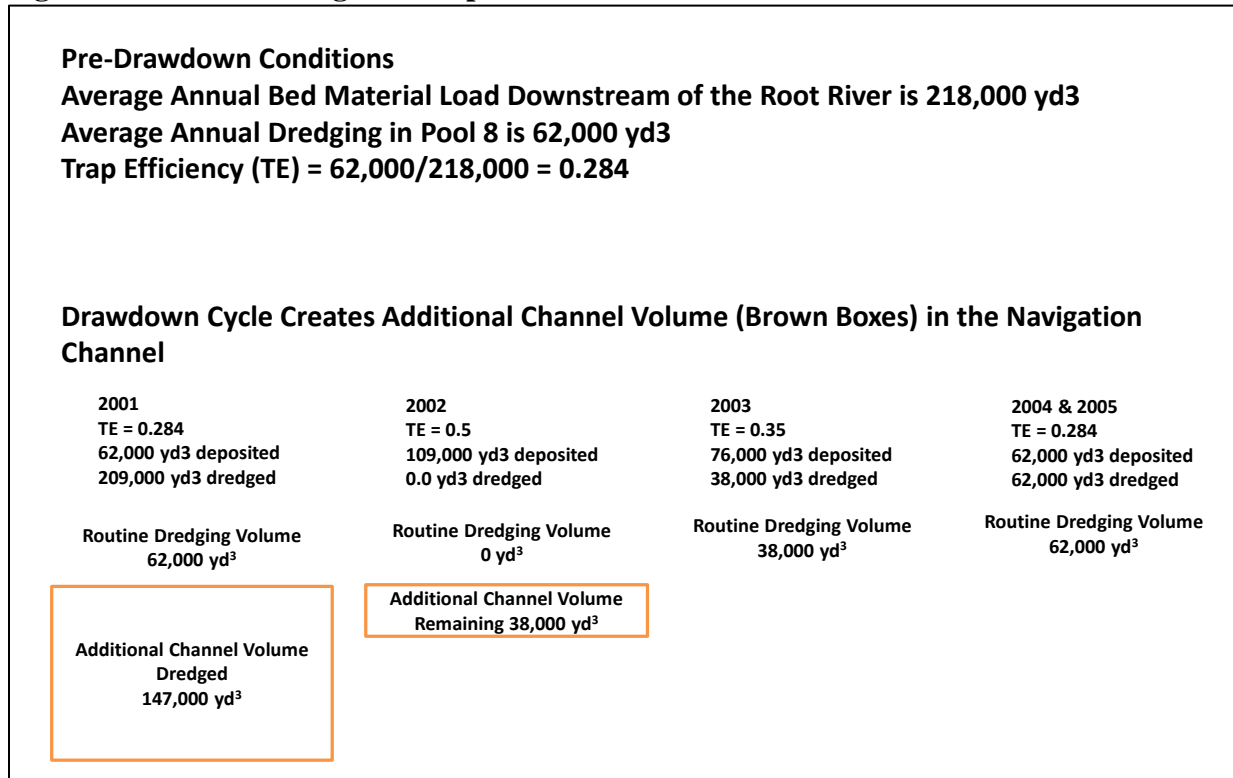 Pre-Drawdown Conditions
Average Annual Bed Material Load Downstream of the Root River is 218,000 yd3
Average Annual Dredging in Pool 8 is 62,000 yd3
Trap Efficiency (TE) = 62,000/218,000 = 0.284
Drawdown Cycle Creates Additional Channel Volume (Brown Boxes) in the Navigation
Channel
2001
TE = 0.284
62,000 yd3 deposited
209,000 yd3 dredged
Routine Dredging Volume
62,000 yd³
Additional Channel Volume
Dredged
147,000 yd³
2002
TE = 0.5
109,000 yd3 deposited
0.0 yd3 dredged
Routine Dredging Volume
0 yd³
Additional Channel Volume
Remaining 38,000 yd³
2003
TE = 0.35
76,000 yd3 deposited
38,000 yd3 dredged
Routine Dredging Volume
38,000 yd³
2004 & 2005
TE = 0.284
62,000 yd3 deposited
62,000 yd3 dredged
Routine Dredging Volume
62,000 yd³